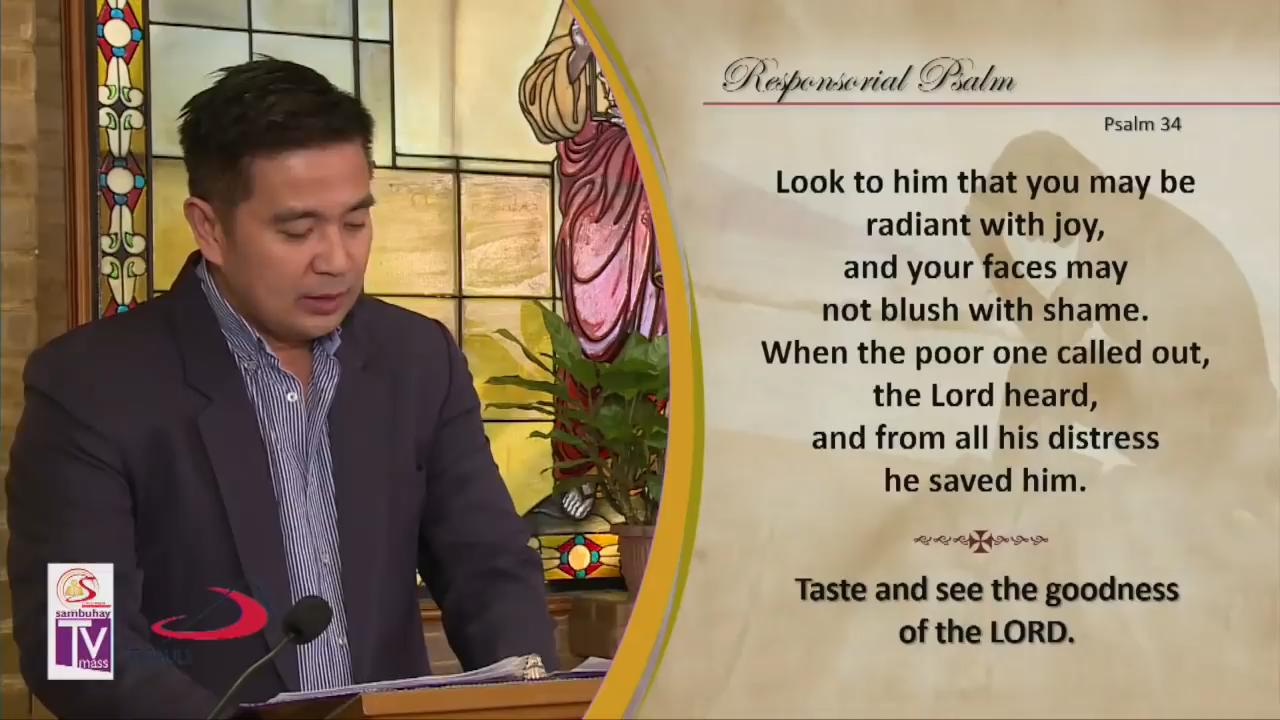 Responsorial Psalm
Psalm 34
Look to him that you may be
radiant with joy,
and your faces may
not blush with shame.
When the poor one called out,
the Lord heard,
and from all his distress
he saved him.
Taste and see the goodness
of the LORD.
sambuhay
TV
mass